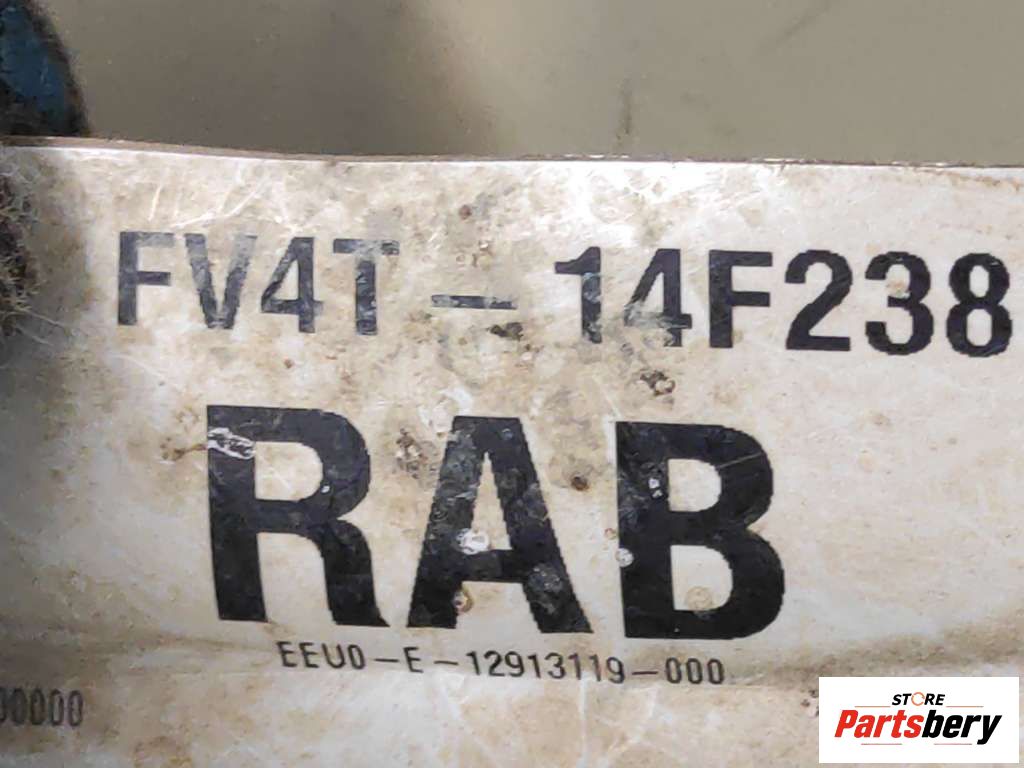 FV4T-14F238
RAB
EEU0-E-12913119-000
00000
STORE
Partsbery